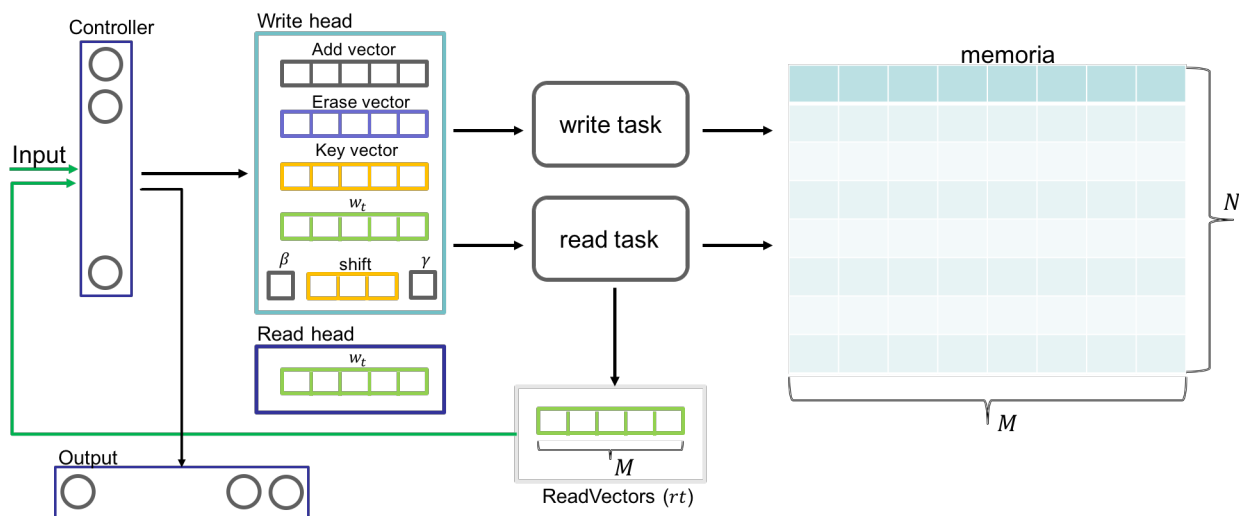 Controller
Input
Write head
Add vector
Erase vector
Key vector
w_t
β
shift
γ
Read head
w_t
write task
read task
memoria
N
M
M
ReadVectors (rt)
Output